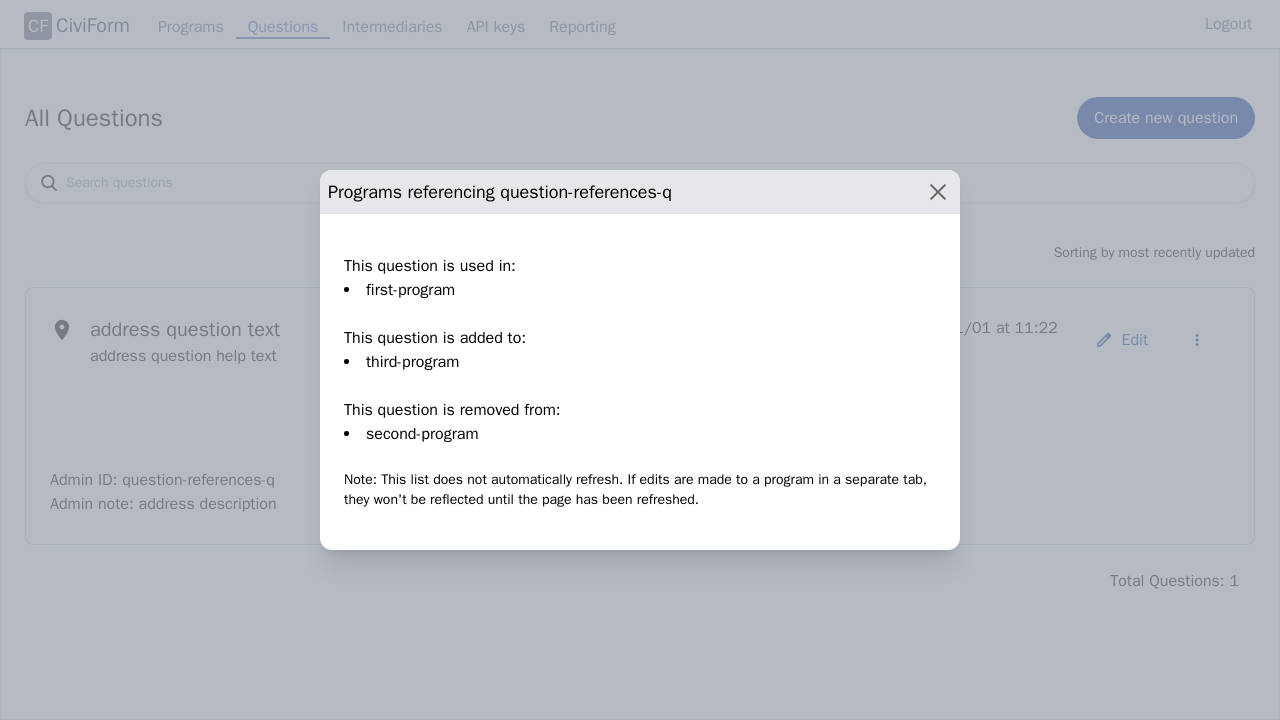 CF CiviForm Programs Questions Intermediaries API keys Reporting Logout
All Questions
Create new question
Search questions
Sorting by most recently updated
address question text
address question help text
/01 at 11:22
Edit
Admin ID: question-references-q
Admin note: address description
Total Questions: 1
Programs referencing question-references-q
This question is used in:
• first-program
This question is added to:
• third-program
This question is removed from:
• second-program
Note: This list does not automatically refresh. If edits are made to a program in a separate tab,
they won't be reflected until the page has been refreshed.